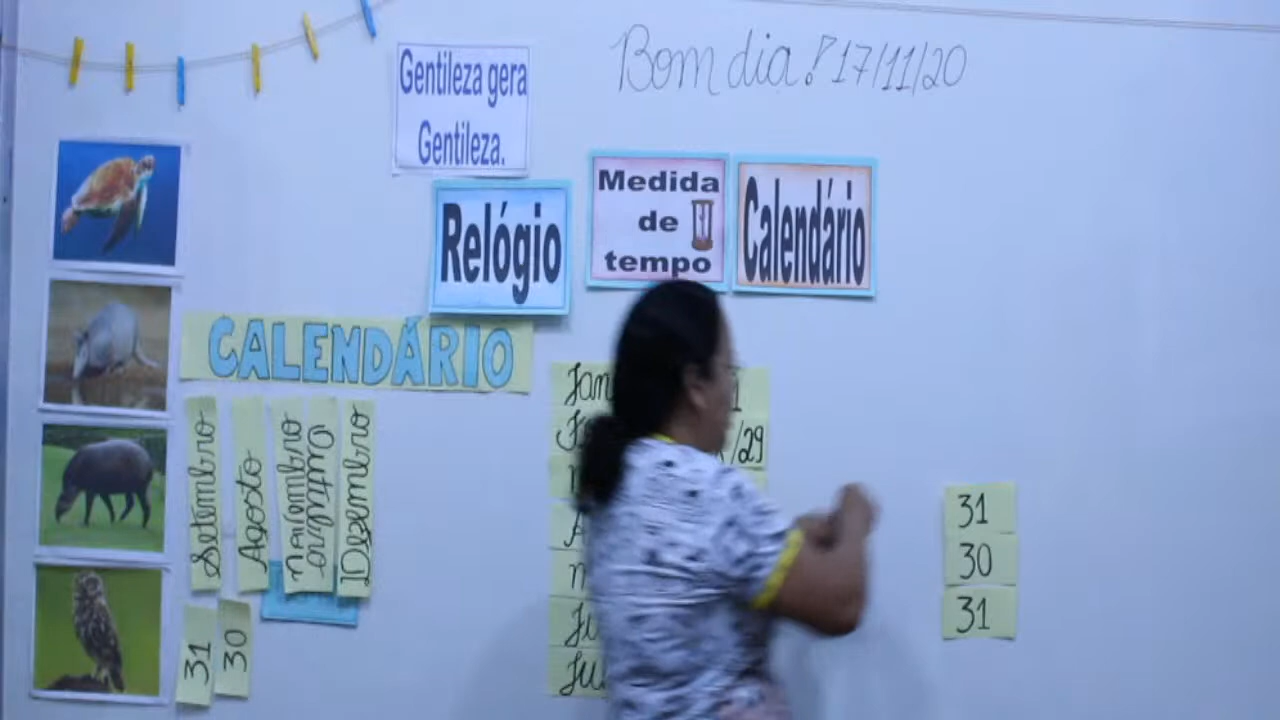 Bom dia! 17/11/20
Gentileza gera
Gentileza.
Relógio
Medida
de
tempo
Calendário
CALENDÁRIO
Setembro
Agosto
Novembro
Outubro
Dezembro
31
30
/29
31
30
31